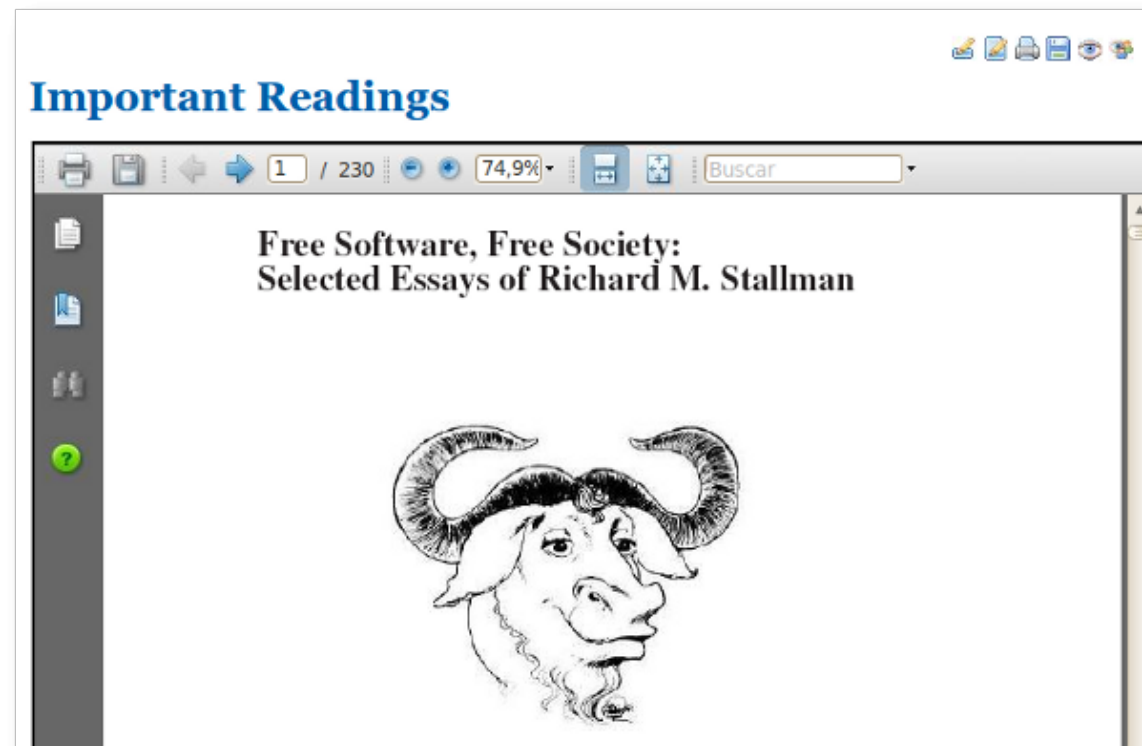 Important Readings
1 / 230 74,9% Buscar
Free Software, Free Society:
Selected Essays of Richard M. Stallman
?